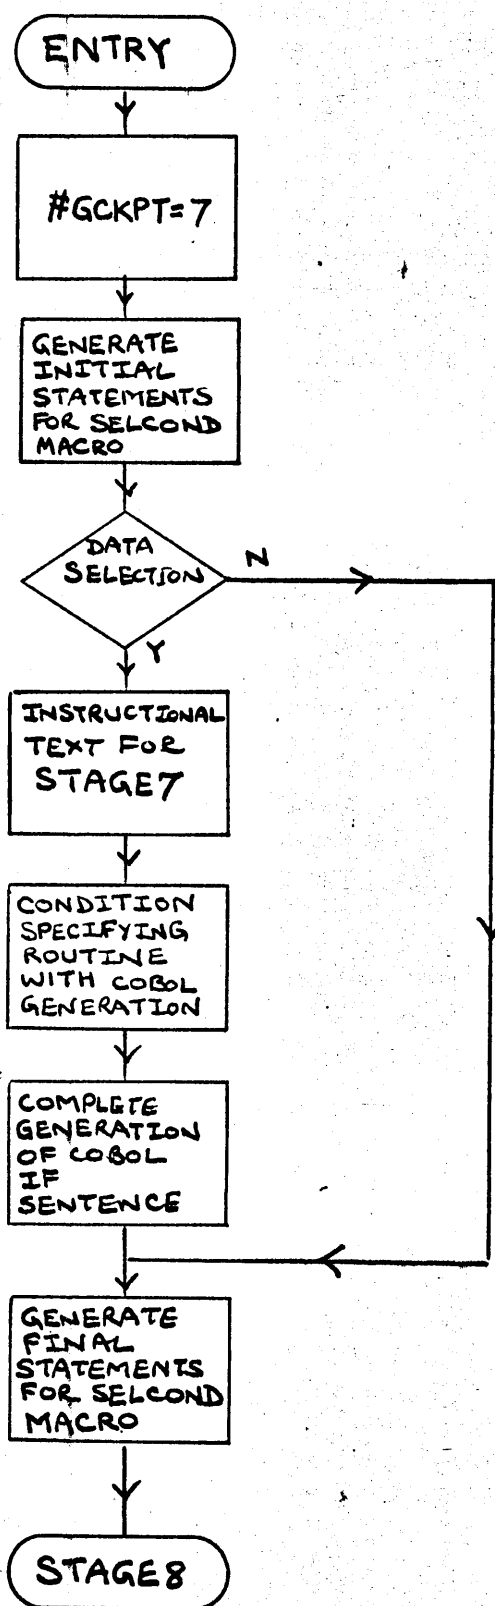 ENTRY
#GCKPT=7
GENERATE
INITIAL
STATEMENTS
FOR SELCOND
MACRO
DATA
SELECTION
N
Y
INSTRUCTIONAL
TEXT FOR
STAGE7
CONDITION
SPECIFYING
ROUTINE
WITH COBOL
GENERATION
COMPLETE
GENERATION
OF COBOL
IF
SENTENCE
GENERATE
FINAL
STATEMENTS
FOR SELCOND
MACRO
STAGE8